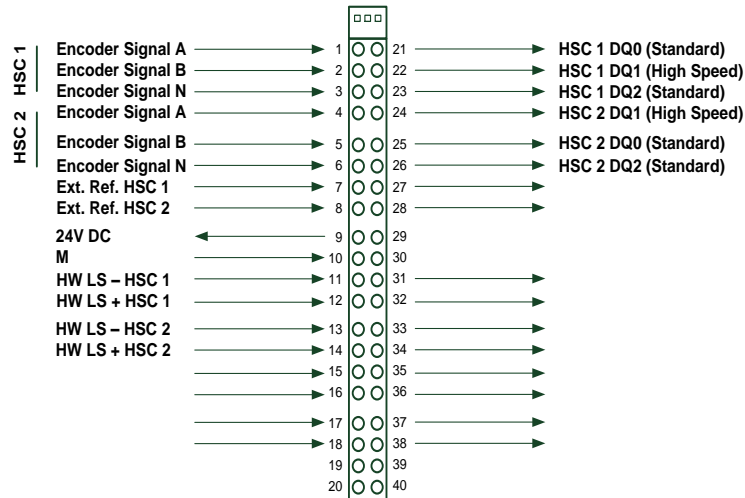 HSC 1
HSC 2
Encoder Signal A 1 21 HSC 1 DQ0 (Standard)
Encoder Signal B 2 22 HSC 1 DQ1 (High Speed)
Encoder Signal N 3 23 HSC 1 DQ2 (Standard)
Encoder Signal A 4 24 HSC 2 DQ1 (High Speed)
Encoder Signal B 5 25 HSC 2 DQ0 (Standard)
Encoder Signal N 6 26 HSC 2 DQ2 (Standard)
Ext. Ref. HSC 1 7 27
Ext. Ref. HSC 2 8 28
24V DC 9 29
M 10 30
HW LS – HSC 1 11 31
HW LS + HSC 1 12 32
HW LS – HSC 2 13 33
HW LS + HSC 2 14 34
15 35
16 36
17 37
18 38
19 39
20 40